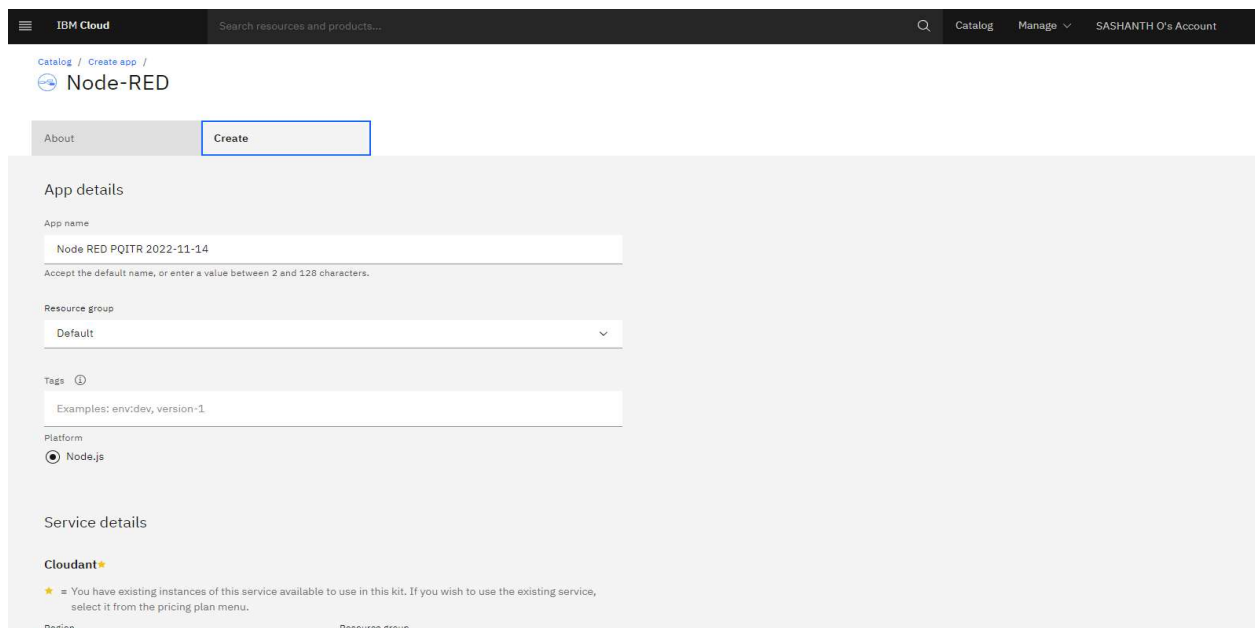 IBM Cloud
Search resources and products...
Catalog
Manage
SASHANTH O's Account
Catalog / Create app /
Node-RED
About
Create
App details
App name
Node RED PQITR 2022-11-14
Accept the default name, or enter a value between 2 and 128 characters.
Resource group
Default
Tags
Examples: env:dev, version-1
Platform
Node.js
Service details
Cloudant★
★ = You have existing instances of this service available to use in this kit. If you wish to use the existing service,
select it from the pricing plan menu.
Region
Resource group